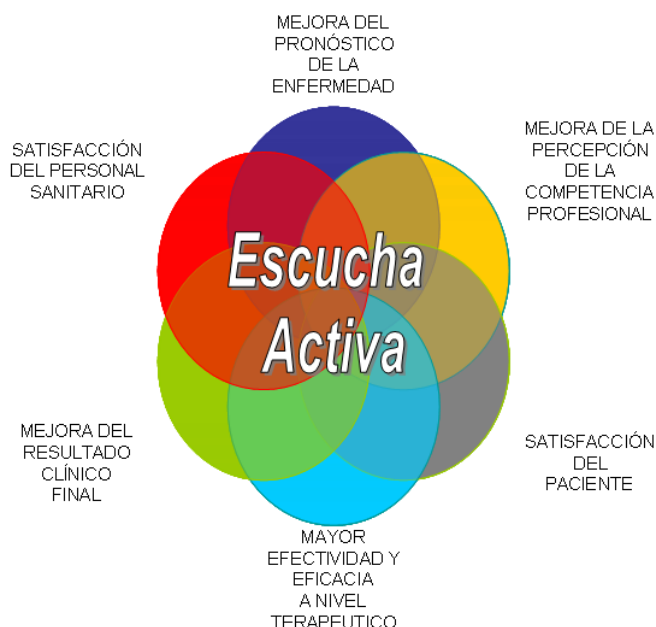 MEJORA DEL
PRONÓSTICO
DE LA
ENFERMEDAD
MEJORA DE LA
PERCEPCIÓN
DE LA
COMPETENCIA
PROFESIONAL
SATISFACCIÓN
DEL PERSONAL
SANITARIO
Escucha
Activa
MEJORA DEL
RESULTADO
CLÍNICO
FINAL
SATISFACCIÓN
DEL
PACIENTE
MAYOR
EFECTIVIDAD Y
EFICACIA
A NIVEL
TERAPEUTICO